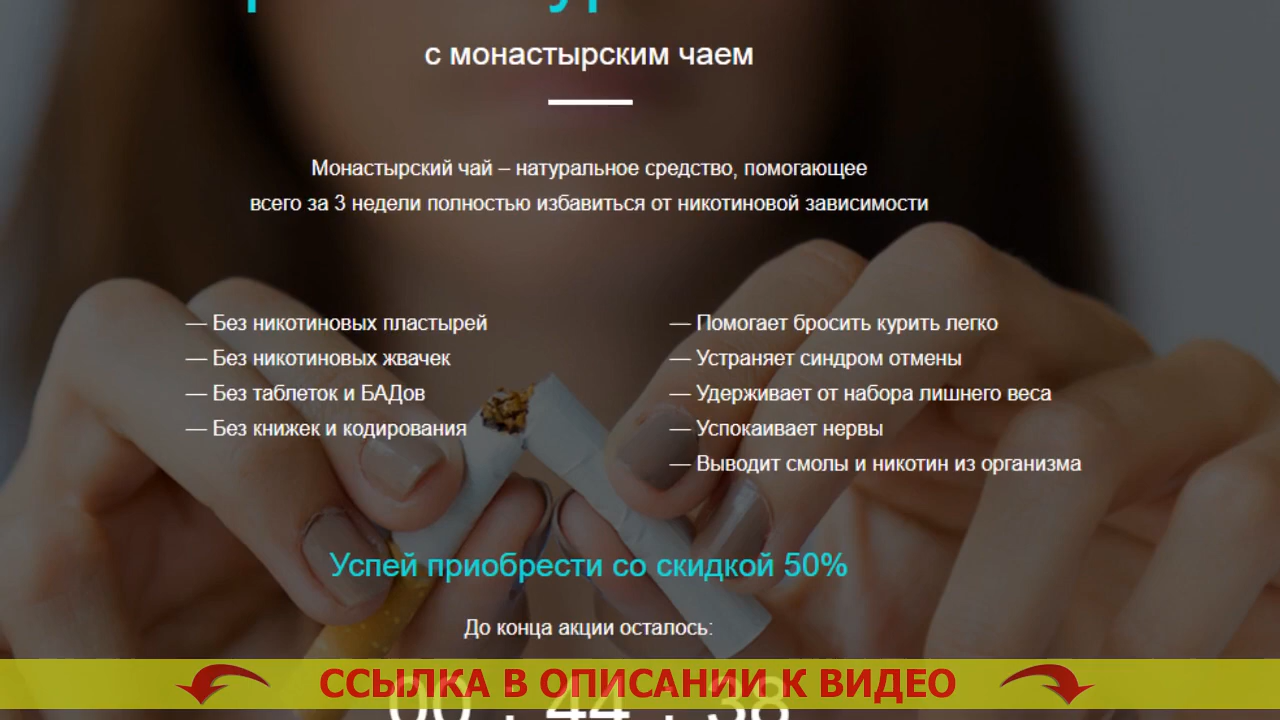 с монастырским чаем
Монастырский чай – натуральное средство, помогающее
всего за 3 недели полностью избавиться от никотиновой зависимости
— Без никотиновых пластырей
— Без никотиновых жвачек
— Без таблеток и БАДов
— Без книжек и кодирования
— Помогает бросить курить легко
— Устраняет синдром отмены
— Удерживает от набора лишнего веса
— Успокаивает нервы
— Выводит смолы и никотин из организма
Успей приобрести со скидкой 50%
До конца акции осталось:
ССЫЛКА В ОПИСАНИИ К ВИДЕО
00 : 44 : 38